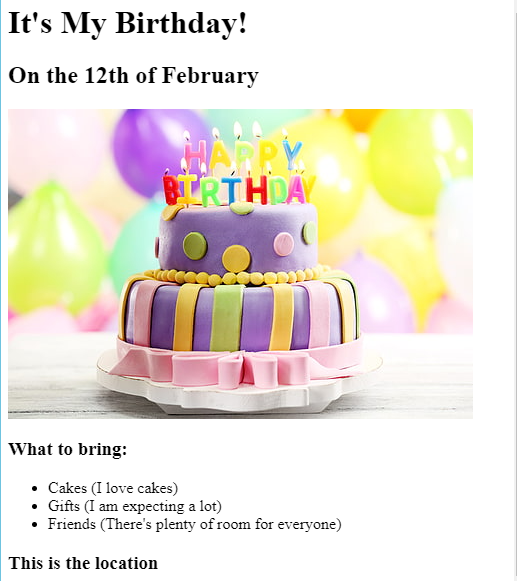 It's My Birthday!
On the 12th of February
HAPPY
BIRTHDAY
What to bring:
Cakes (I love cakes)
Gifts (I am expecting a lot)
Friends (There's plenty of room for everyone)
This is the location